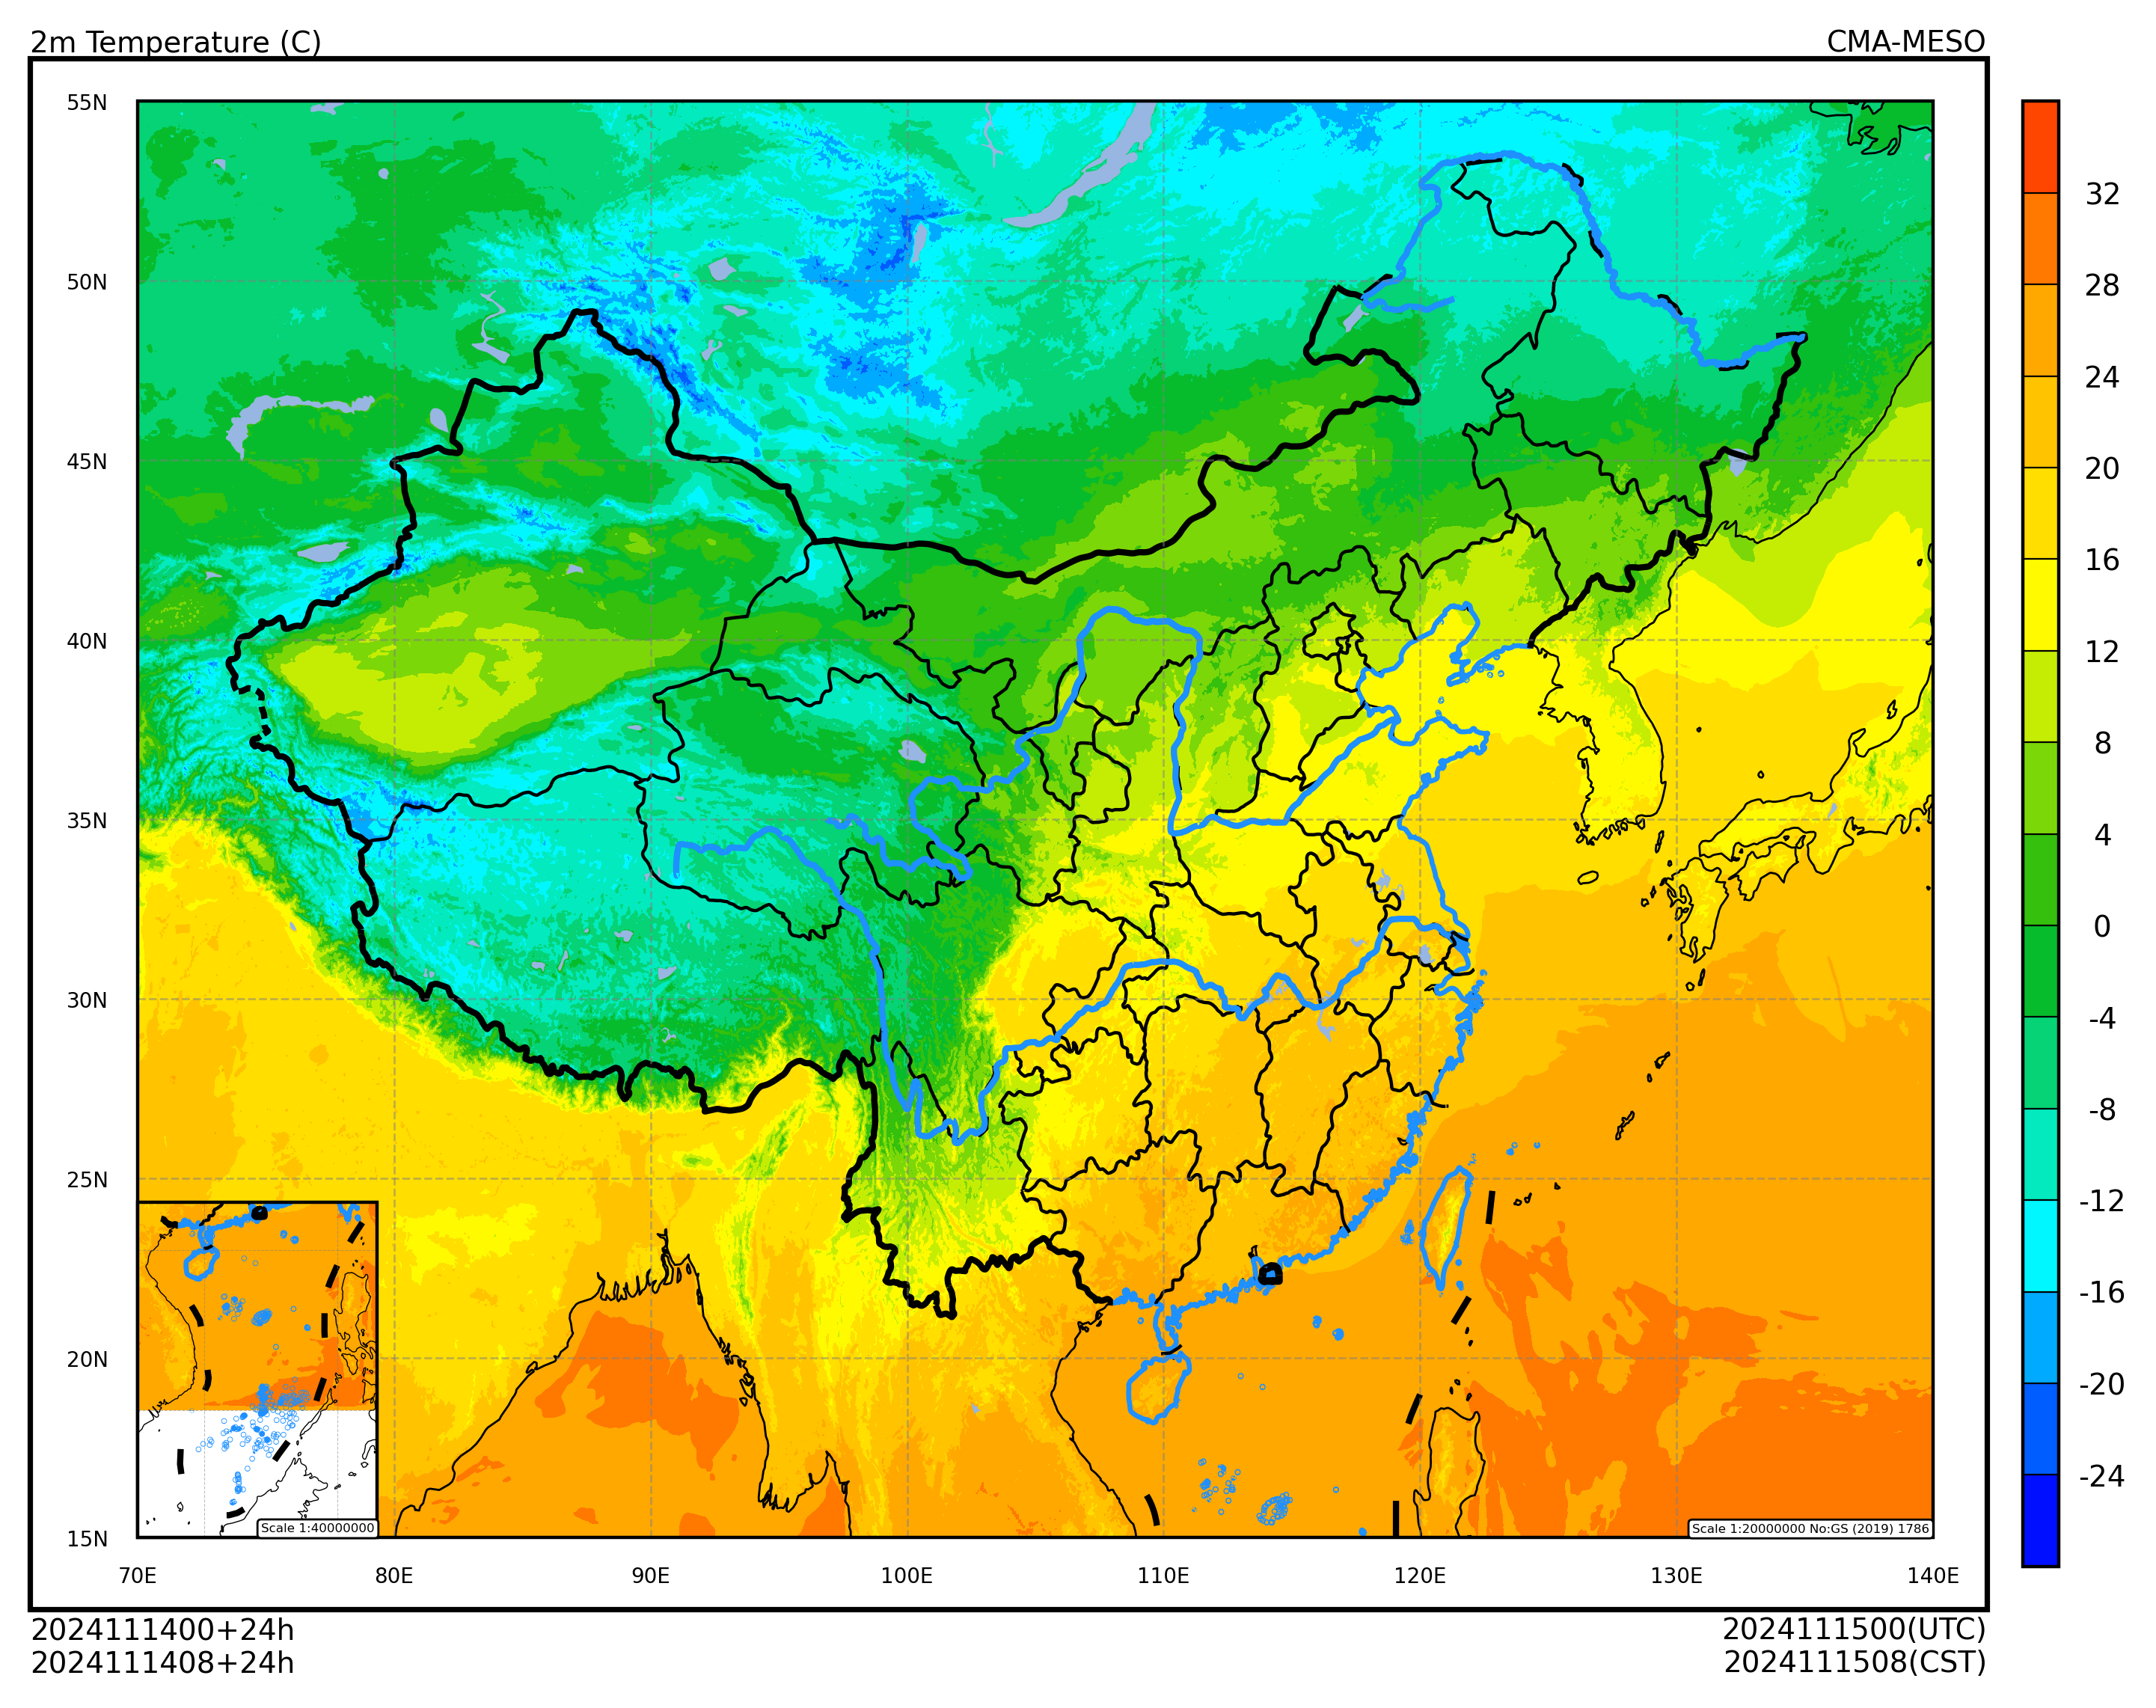 2m Temperature (C)
CMA-MESO
55N
50N
45N
40N
35N
30N
25N
20N
15N
70E
80E
90E
100E
110E
120E
130E
140E
32
28
24
20
16
12
8
4
0
-4
-8
-12
-16
-20
-24
Scale 1:40000000
Scale 1:20000000 No:GS (2019) 1786
2024111400+24h
2024111408+24h
2024111500(UTC)
2024111508(CST)